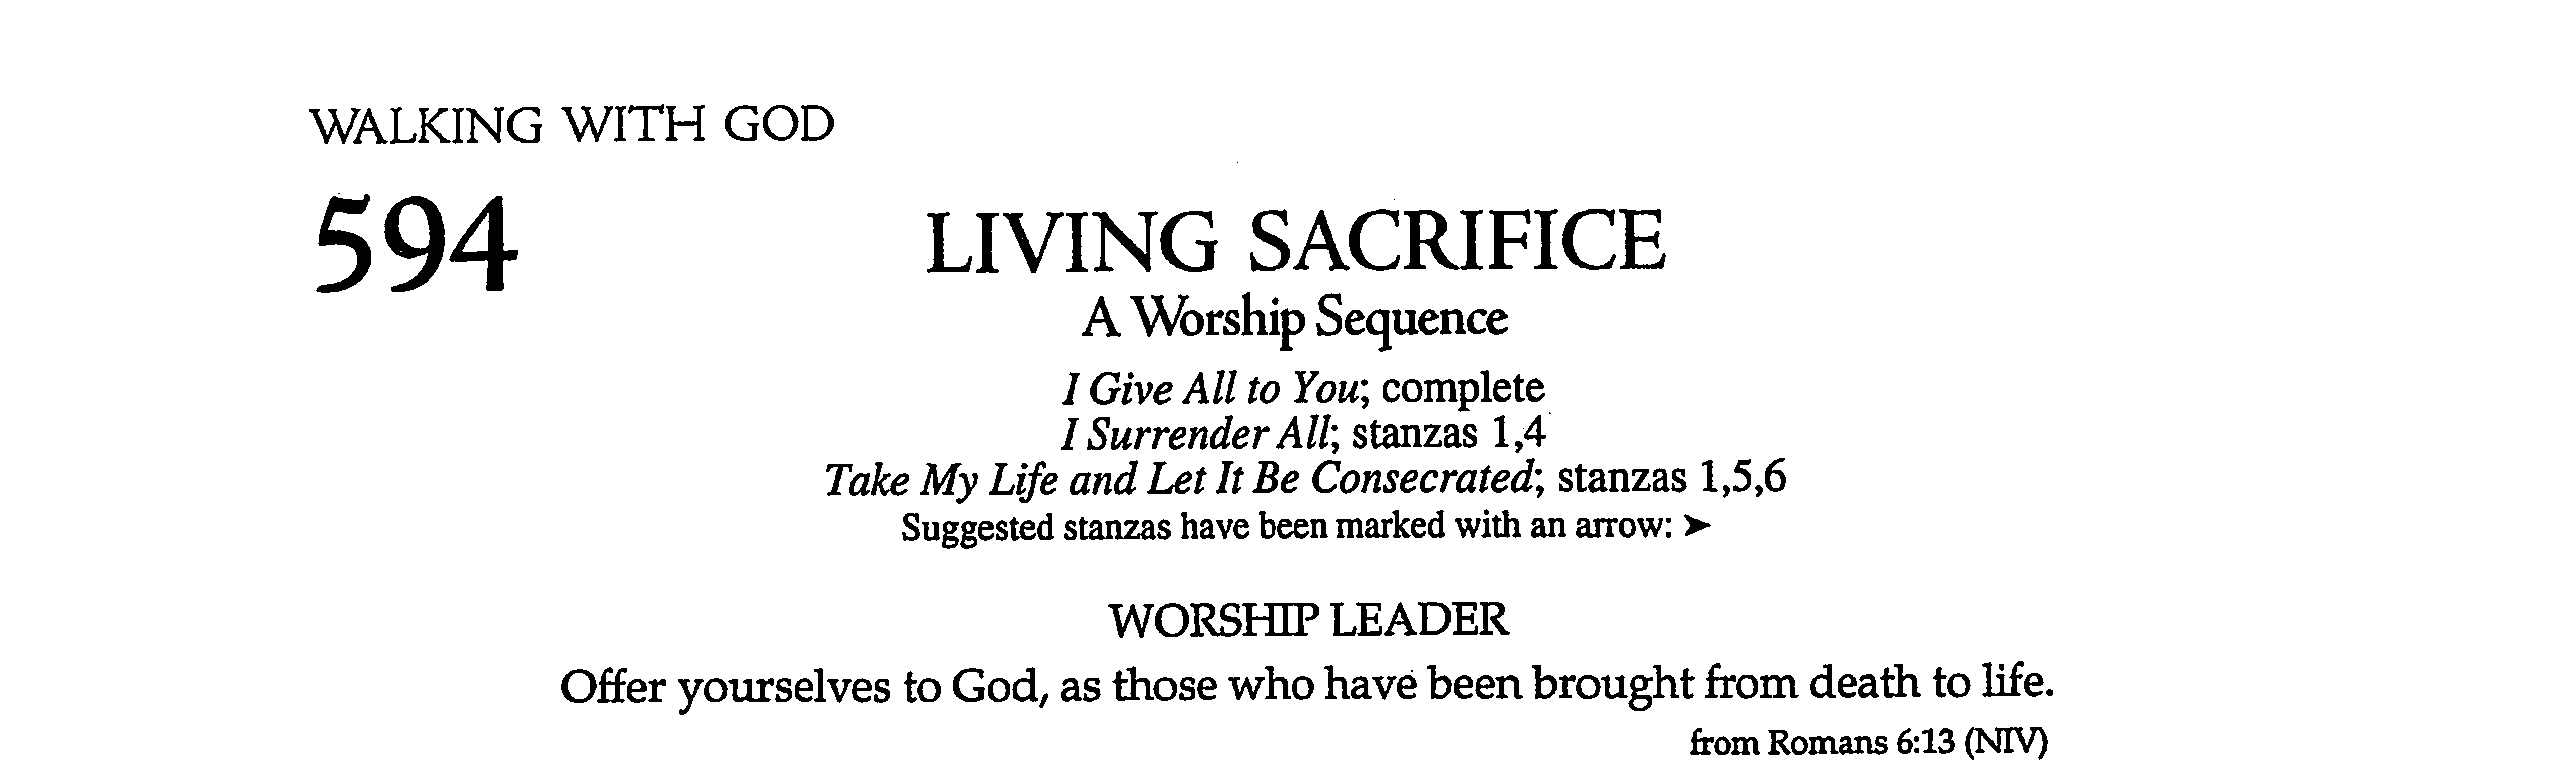 WALKING WITH GOD
594
LIVING SACRIFICE
A Worship Sequence
I Give All to You; complete
I Surrender All; stanzas 1,4
Take My Life and Let It Be Consecrated; stanzas 1,5,6
Suggested stanzas have been marked with an arrow: ➤
WORSHIP LEADER
Offer yourselves to God, as those who have been brought from death to life.
from Romans 6:13 (NIV)